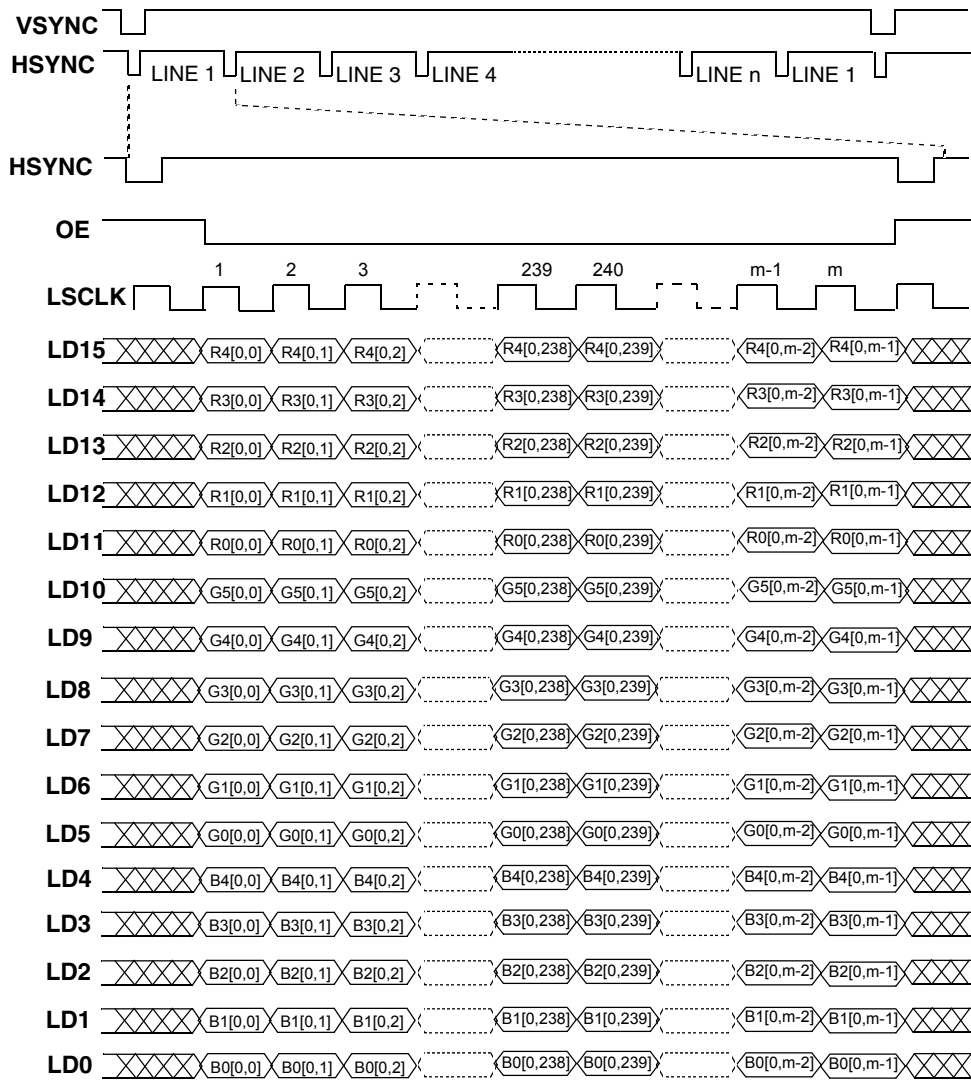 VSYNC
HSYNC LINE 1 LINE 2 LINE 3 LINE 4 LINE n LINE 1
HSYNC
OE
1 2 3 239 240 m-1 m
LSCLK
LD15 R4[0,0] R4[0,1] R4[0,2] R4[0,238] R4[0,239] R4[0,m-2] R4[0,m-1]
LD14 R3[0,0] R3[0,1] R3[0,2] R3[0,238] R3[0,239] R3[0,m-2] R3[0,m-1]
LD13 R2[0,0] R2[0,1] R2[0,2] R2[0,238] R2[0,239] R2[0,m-2] R2[0,m-1]
LD12 R1[0,0] R1[0,1] R1[0,2] R1[0,238] R1[0,239] R1[0,m-2] R1[0,m-1]
LD11 R0[0,0] R0[0,1] R0[0,2] R0[0,238] R0[0,239] R0[0,m-2] R0[0,m-1]
LD10 G5[0,0] G5[0,1] G5[0,2] G5[0,238] G5[0,239] G5[0,m-2] G5[0,m-1]
LD9 G4[0,0] G4[0,1] G4[0,2] G4[0,238] G4[0,239] G4[0,m-2] G4[0,m-1]
LD8 G3[0,0] G3[0,1] G3[0,2] G3[0,238] G3[0,239] G3[0,m-2] G3[0,m-1]
LD7 G2[0,0] G2[0,1] G2[0,2] G2[0,238] G2[0,239] G2[0,m-2] G2[0,m-1]
LD6 G1[0,0] G1[0,1] G1[0,2] G1[0,238] G1[0,239] G1[0,m-2] G1[0,m-1]
LD5 G0[0,0] G0[0,1] G0[0,2] G0[0,238] G0[0,239] G0[0,m-2] G0[0,m-1]
LD4 B4[0,0] B4[0,1] B4[0,2] B4[0,238] B4[0,239] B4[0,m-2] B4[0,m-1]
LD3 B3[0,0] B3[0,1] B3[0,2] B3[0,238] B3[0,239] B3[0,m-2] B3[0,m-1]
LD2 B2[0,0] B2[0,1] B2[0,2] B2[0,238] B2[0,239] B2[0,m-2] B2[0,m-1]
LD1 B1[0,0] B1[0,1] B1[0,2] B1[0,238] B1[0,239] B1[0,m-2] B1[0,m-1]
LD0 B0[0,0] B0[0,1] B0[0,2] B0[0,238] B0[0,239] B0[0,m-2] B0[0,m-1]